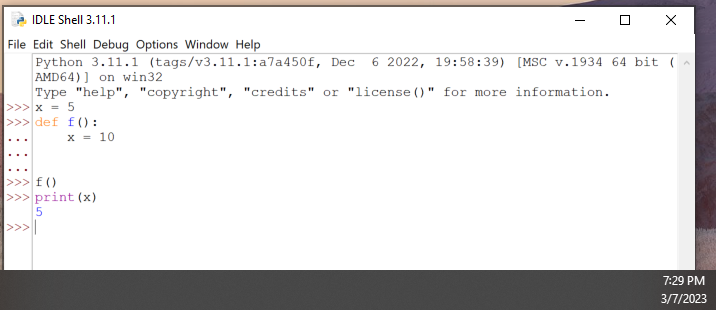 IDLE Shell 3.11.1
File Edit Shell Debug Options Window Help
Python 3.11.1 (tags/v3.11.1:a7a450f, Dec  6 2022, 19:58:39) [MSC v.1934 64 bit (
AMD64)] on win32
Type "help", "copyright", "credits" or "license()" for more information.
>>> x = 5
>>> def f():
...     x = 10
...
...
>>> f()
>>> print(x)
5
>>>
7:29 PM
3/7/2023